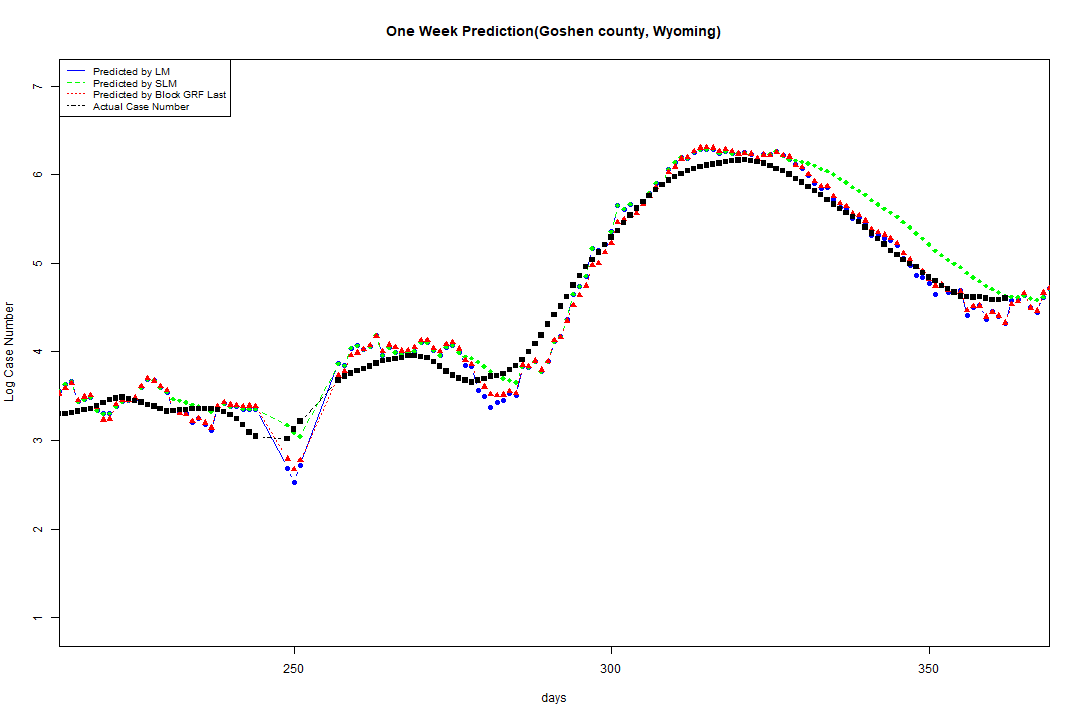 One Week Prediction(Goshen county, Wyoming)
Predicted by LM
Predicted by SLM
Predicted by Block GRF Last
Actual Case Number
7
6
5
4
3
2
1
Log Case Number
250
300
350
days